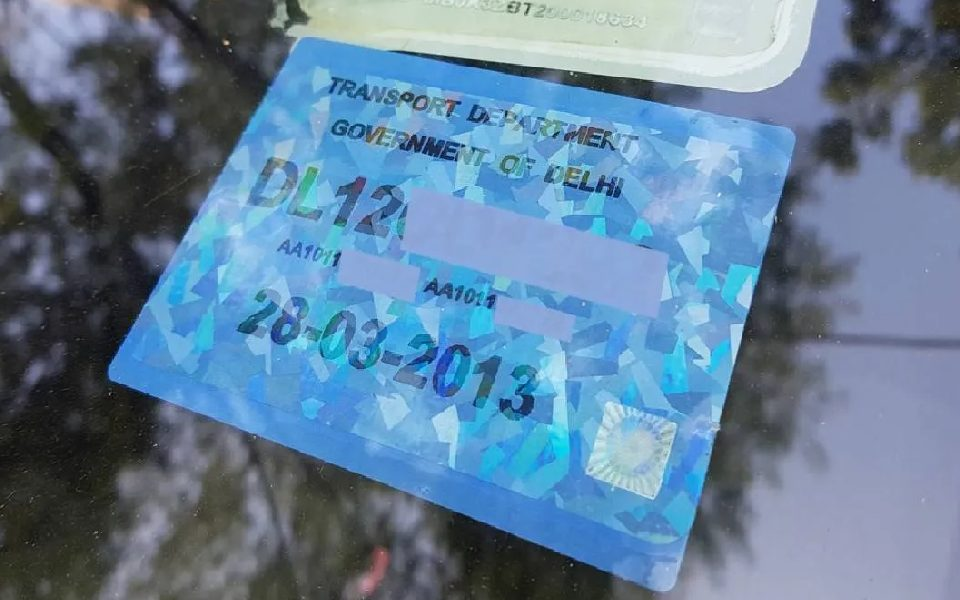 TRANSPORT DEPARTMENT
GOVERNMENT OF DELHI
DL12
AA1011 AA1011
28-03-2013